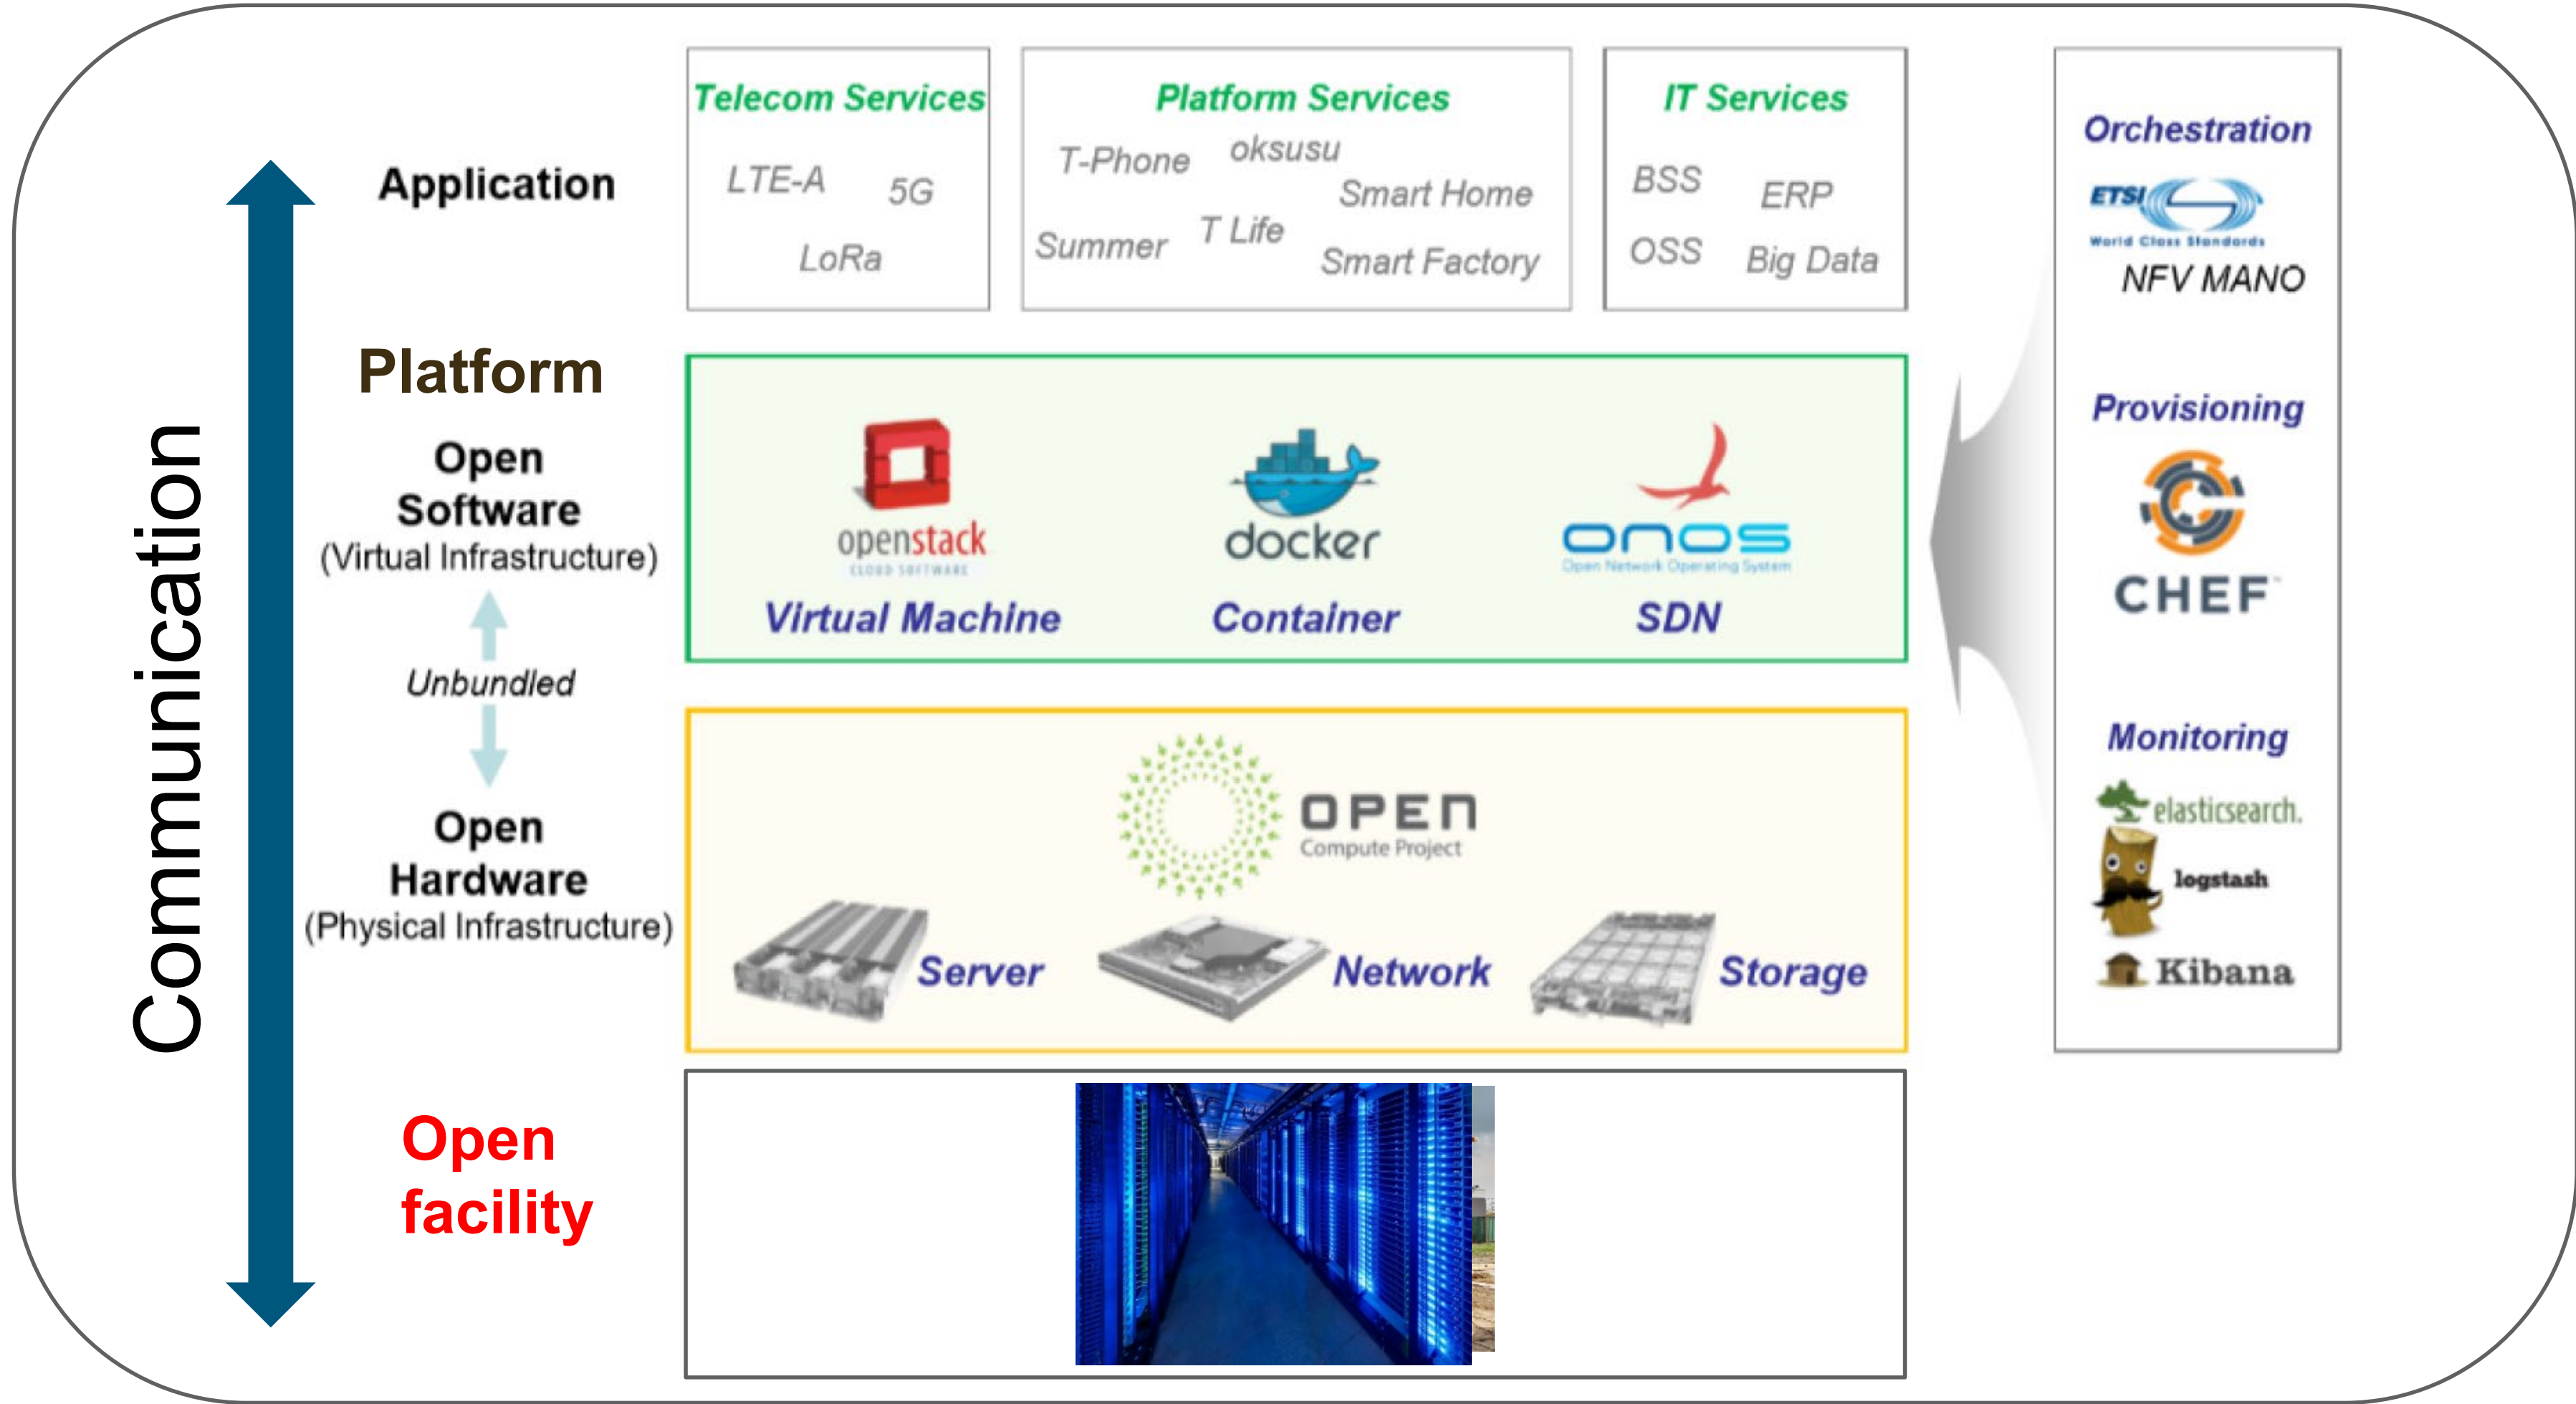 Communication
Application
Telecom Services
LTE-A
5G
LoRa
Platform Services
T-Phone
oksusu
Smart Home
Summer
T Life
Smart Factory
IT Services
BSS
ERP
OSS
Big Data
Platform
Open
Software
(Virtual Infrastructure)
openstack
CLOUD SOFTWARE
Virtual Machine
docker
Container
onos
Open Network Operating System
SDN
Unbundled
Open
Hardware
(Physical Infrastructure)
OPEN
Compute Project
Server
Network
Storage
Open
facility
Orchestration
ETSI
World Class Standards
NFV MANO
Provisioning
CHEF™
Monitoring
elasticsearch.
logstash
Kibana